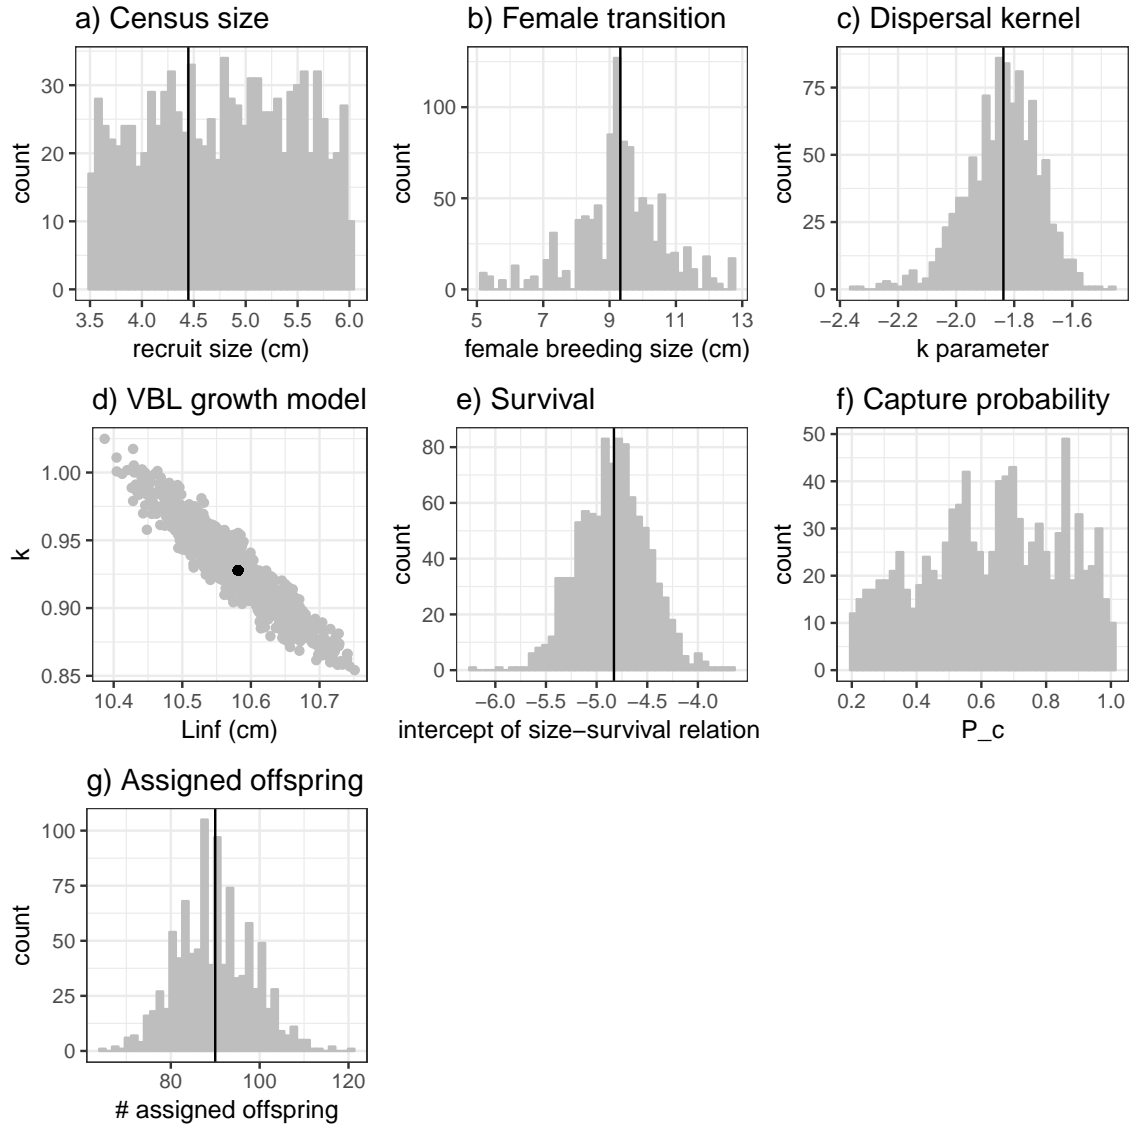 a) Census size
b) Female transition
c) Dispersal kernel
count
30
20
10
0
3.5 4.0 4.5 5.0 5.5 6.0
recruit size (cm)
count
100
50
0
5 7 9 11 13
female breeding size (cm)
count
75
50
25
0
−2.4 −2.2 −2.0 −1.8 −1.6
k parameter
d) VBL growth model
e) Survival
f) Capture probability
k
1.00
0.95
0.90
0.85
10.4 10.5 10.6 10.7
Linf (cm)
count
80
60
40
20
0
−6.0 −5.5 −5.0 −4.5 −4.0
intercept of size−survival relation
count
50
40
30
20
10
0
0.2 0.4 0.6 0.8 1.0
P_c
g) Assigned offspring
count
100
75
50
25
0
80 100 120
# assigned offspring